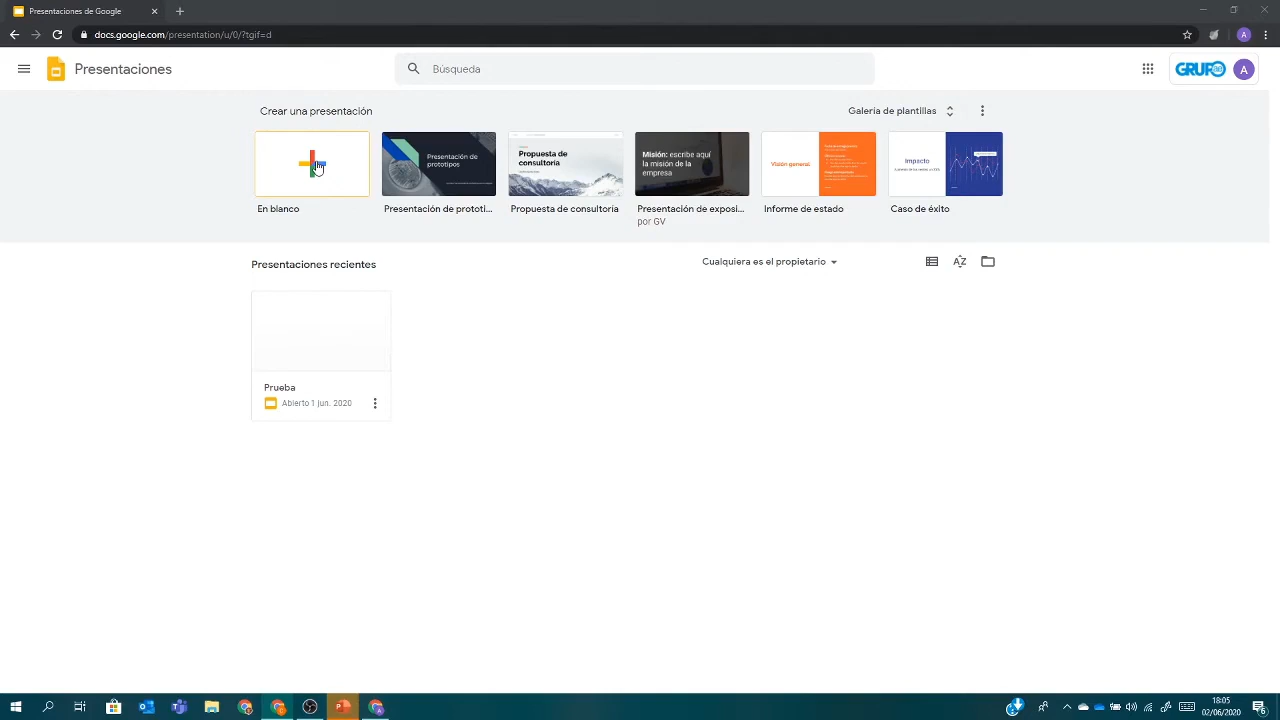 Presentaciones de Google
docs.google.com/presentation/u/0/?tgif=d
A
Presentaciones
Búsqueda
GRUPO
A
Crear una presentación
Galería de plantillas
Presentación de prototipos
Propuesta de consultoría
Misión: escribe aquí la misión de la empresa
Visión general
Impacto
En blanco
Presentación de prototi...
Propuesta de consultoría
Presentación de exposi...
por GV
Informe de estado
Caso de éxito
Presentaciones recientes
Cualquiera es el propietario
AZ
Prueba
Abierto 1 jun. 2020
18:05
02/06/2020